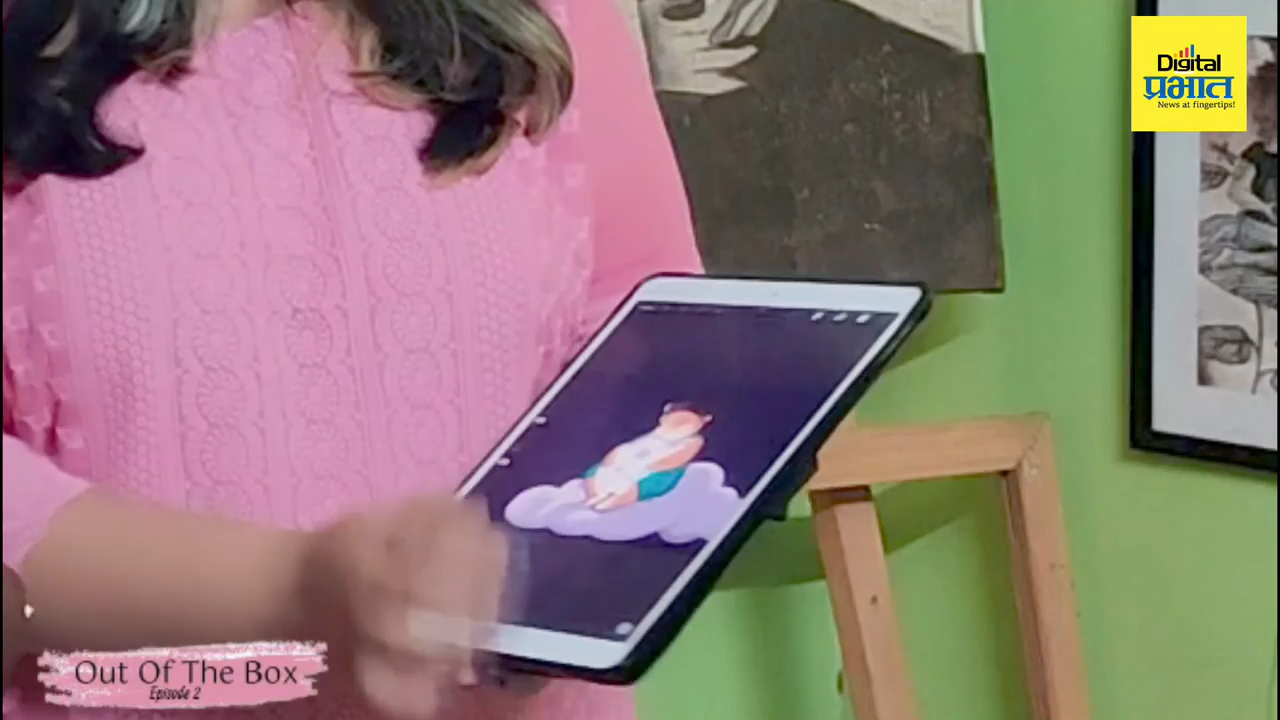 Digital
प्रभात
News at fingertips!
Out Of The Box
Episode 2